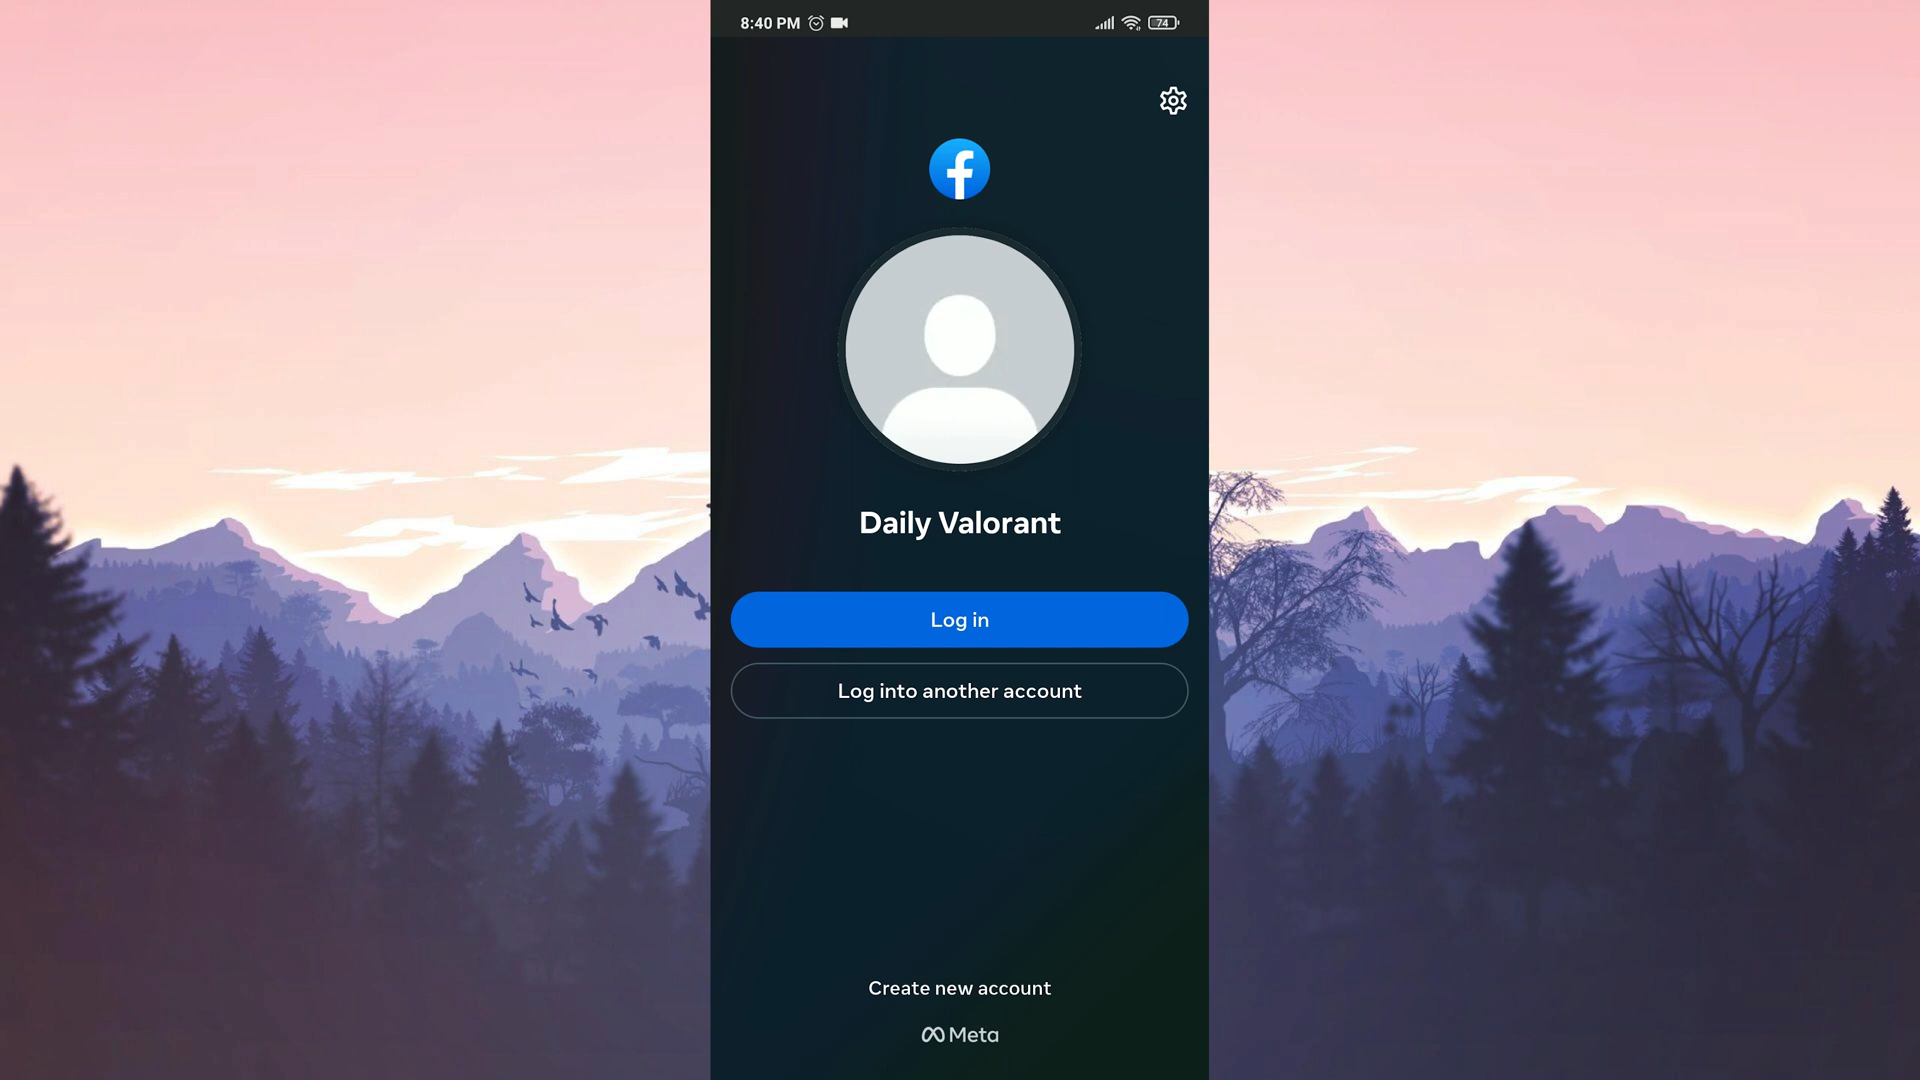 8:40 PM
74
Daily Valorant
Log in
Log into another account
Create new account
Meta